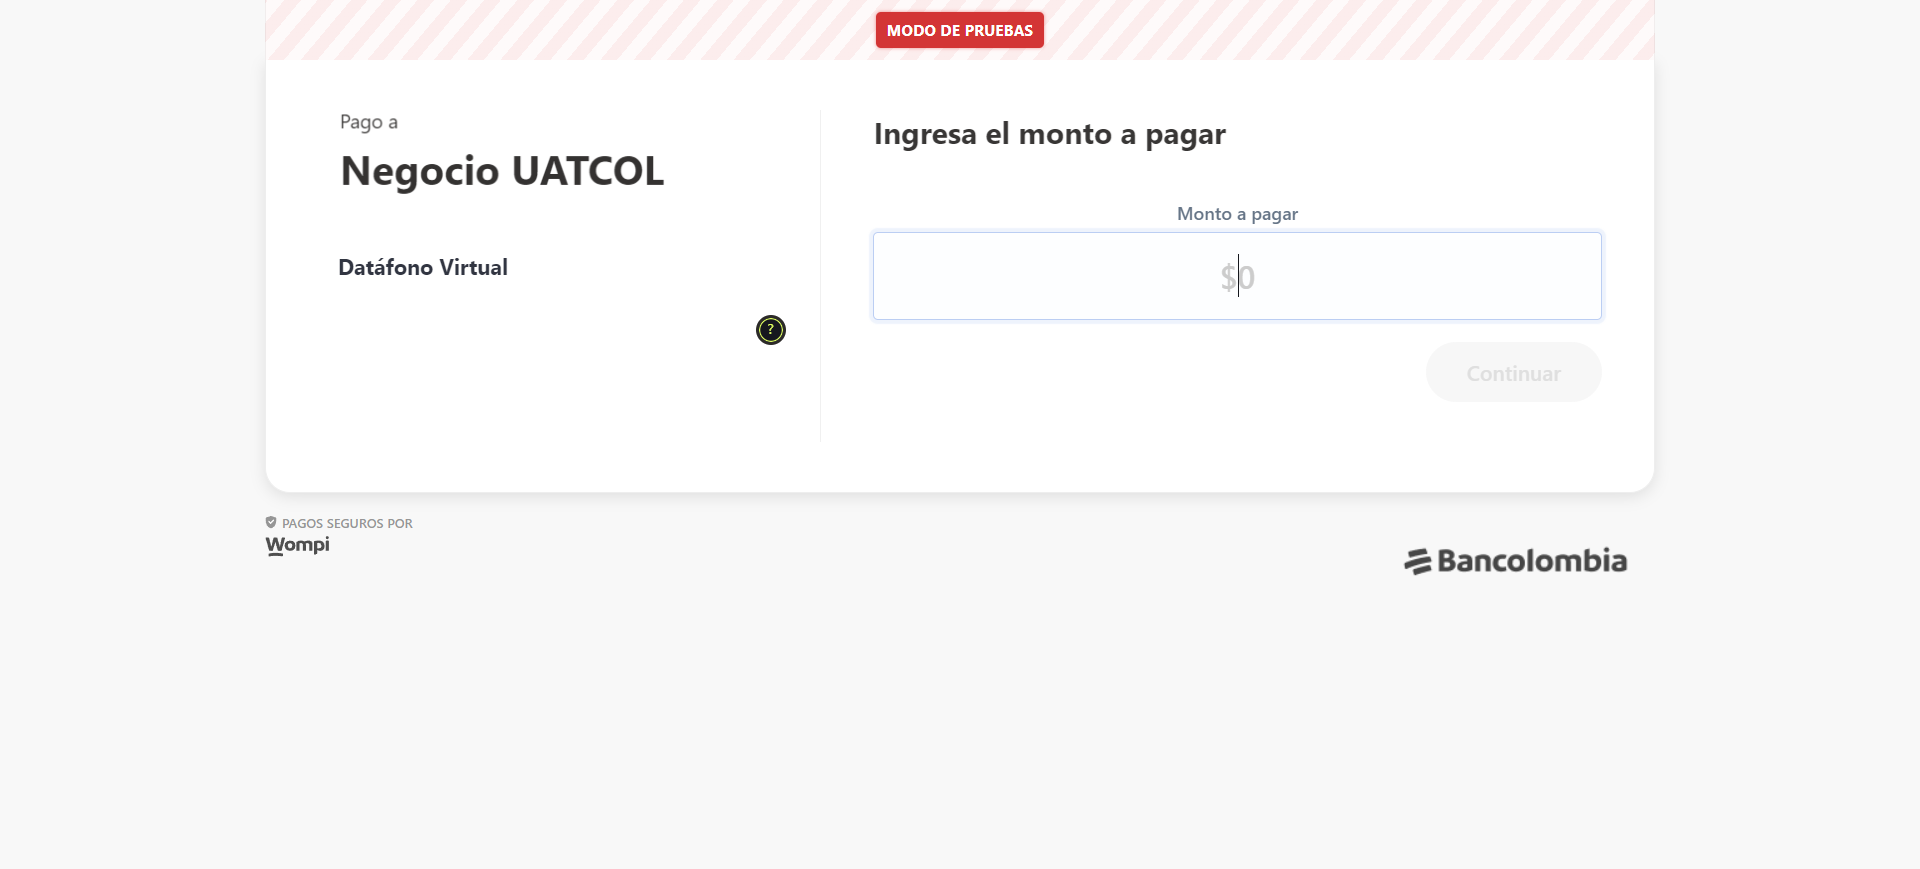 MODO DE PRUEBAS
Pago a
Negocio UATCOL
Datáfono Virtual
?
Ingresa el monto a pagar
Monto a pagar
$0
Continuar
PAGOS SEGUROS POR
Wompi
Bancolombia